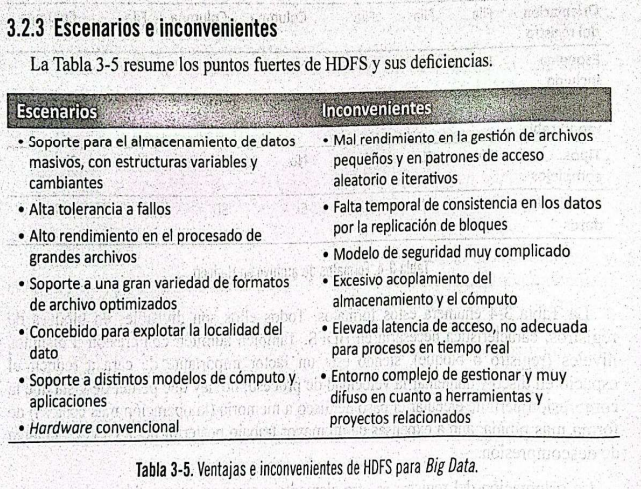 3.2.3 Escenarios e inconvenientes
La Tabla 3-5 resume los puntos fuertes de HDFS y sus deficiencias.
Escenarios
• Soporte para el almacenamiento de datos
masivos, con estructuras variables y
cambiantes
• Alta tolerancia a fallos
• Alto rendimiento en el procesado de
grandes archivos
• Soporte a una gran variedad de formatos
de archivo optimizados
• Concebido para explotar la localidad del
dato
• Soporte a distintos modelos de cómputo y
aplicaciones
• Hardware convencional
Inconvenientes
• Mal rendimiento en la gestión de archivos
pequeños y en patrones de acceso
aleatorio e iterativos
• Falta temporal de consistencia en los datos
por la replicación de bloques
• Modelo de seguridad muy complicado
• Excesivo acoplamiento del
almacenamiento y el cómputo
• Elevada latencia de acceso, no adecuada
para procesos en tiempo real
• Entorno complejo de gestionar y muy
difuso en cuanto a herramientas y
proyectos relacionados
Tabla 3-5. Ventajas e inconvenientes de HDFS para Big Data.